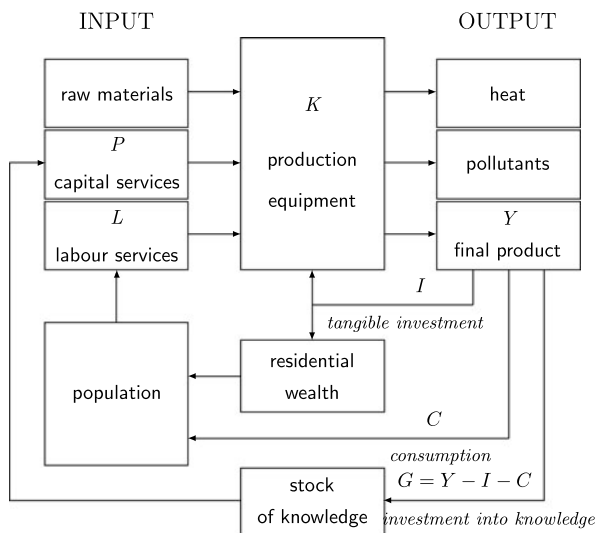 INPUT
OUTPUT
raw materials
K
heat
P
capital services
production
equipment
pollutants
L
labour services
Y
final product
I
tangible investment
population
residential
wealth
C
consumption
G = Y − I − C
stock
of knowledge
investment into knowledge